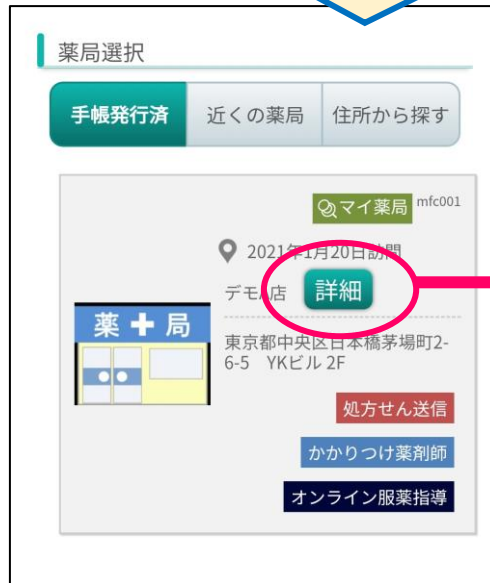 薬局選択
手帳発行済 近くの薬局 住所から探す
マイ薬局 mfc001
2021年1月20日訪問
デモA店 詳細
薬局
東京都中央区日本橋茅場町2-
6-5 YKビル 2F
処方せん送信
かかりつけ薬剤師
オンライン服薬指導